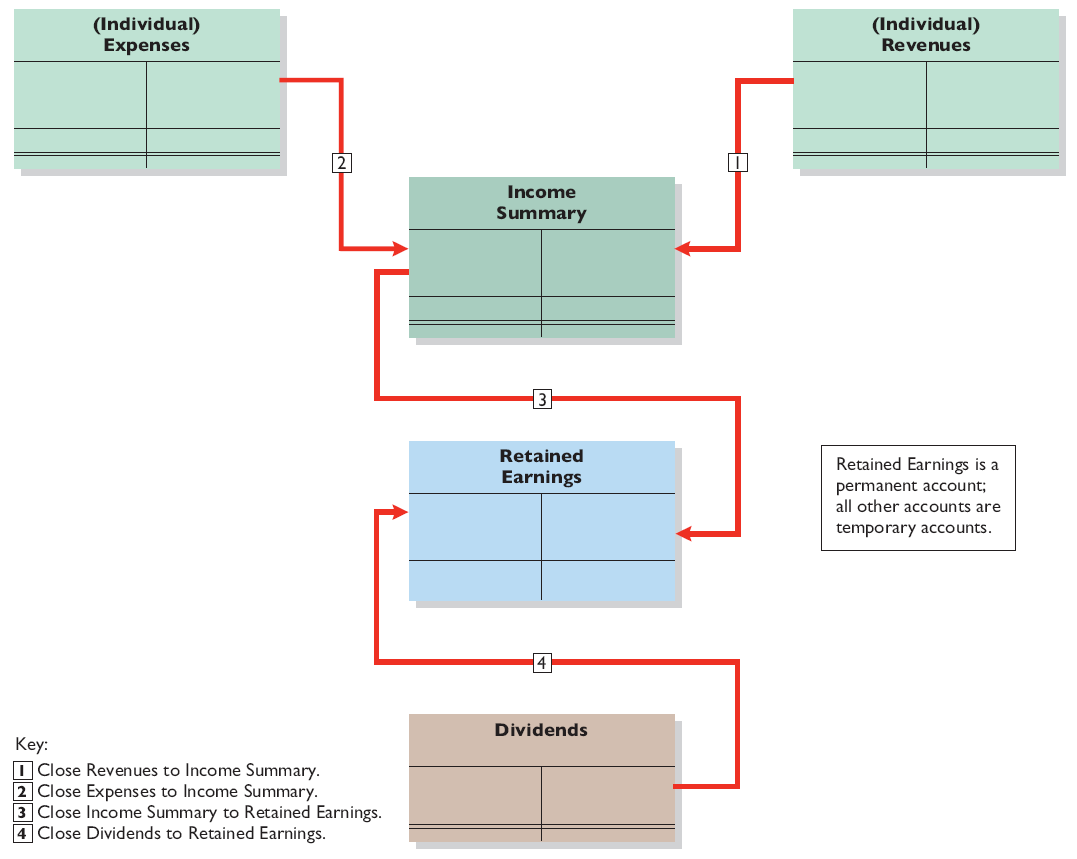 (Individual)
Expenses
(Individual)
Revenues
2
1
Income
Summary
3
Retained
Earnings
Retained Earnings is a
permanent account;
all other accounts are
temporary accounts.
4
Dividends
Key:
1 Close Revenues to Income Summary.
2 Close Expenses to Income Summary.
3 Close Income Summary to Retained Earnings.
4 Close Dividends to Retained Earnings.